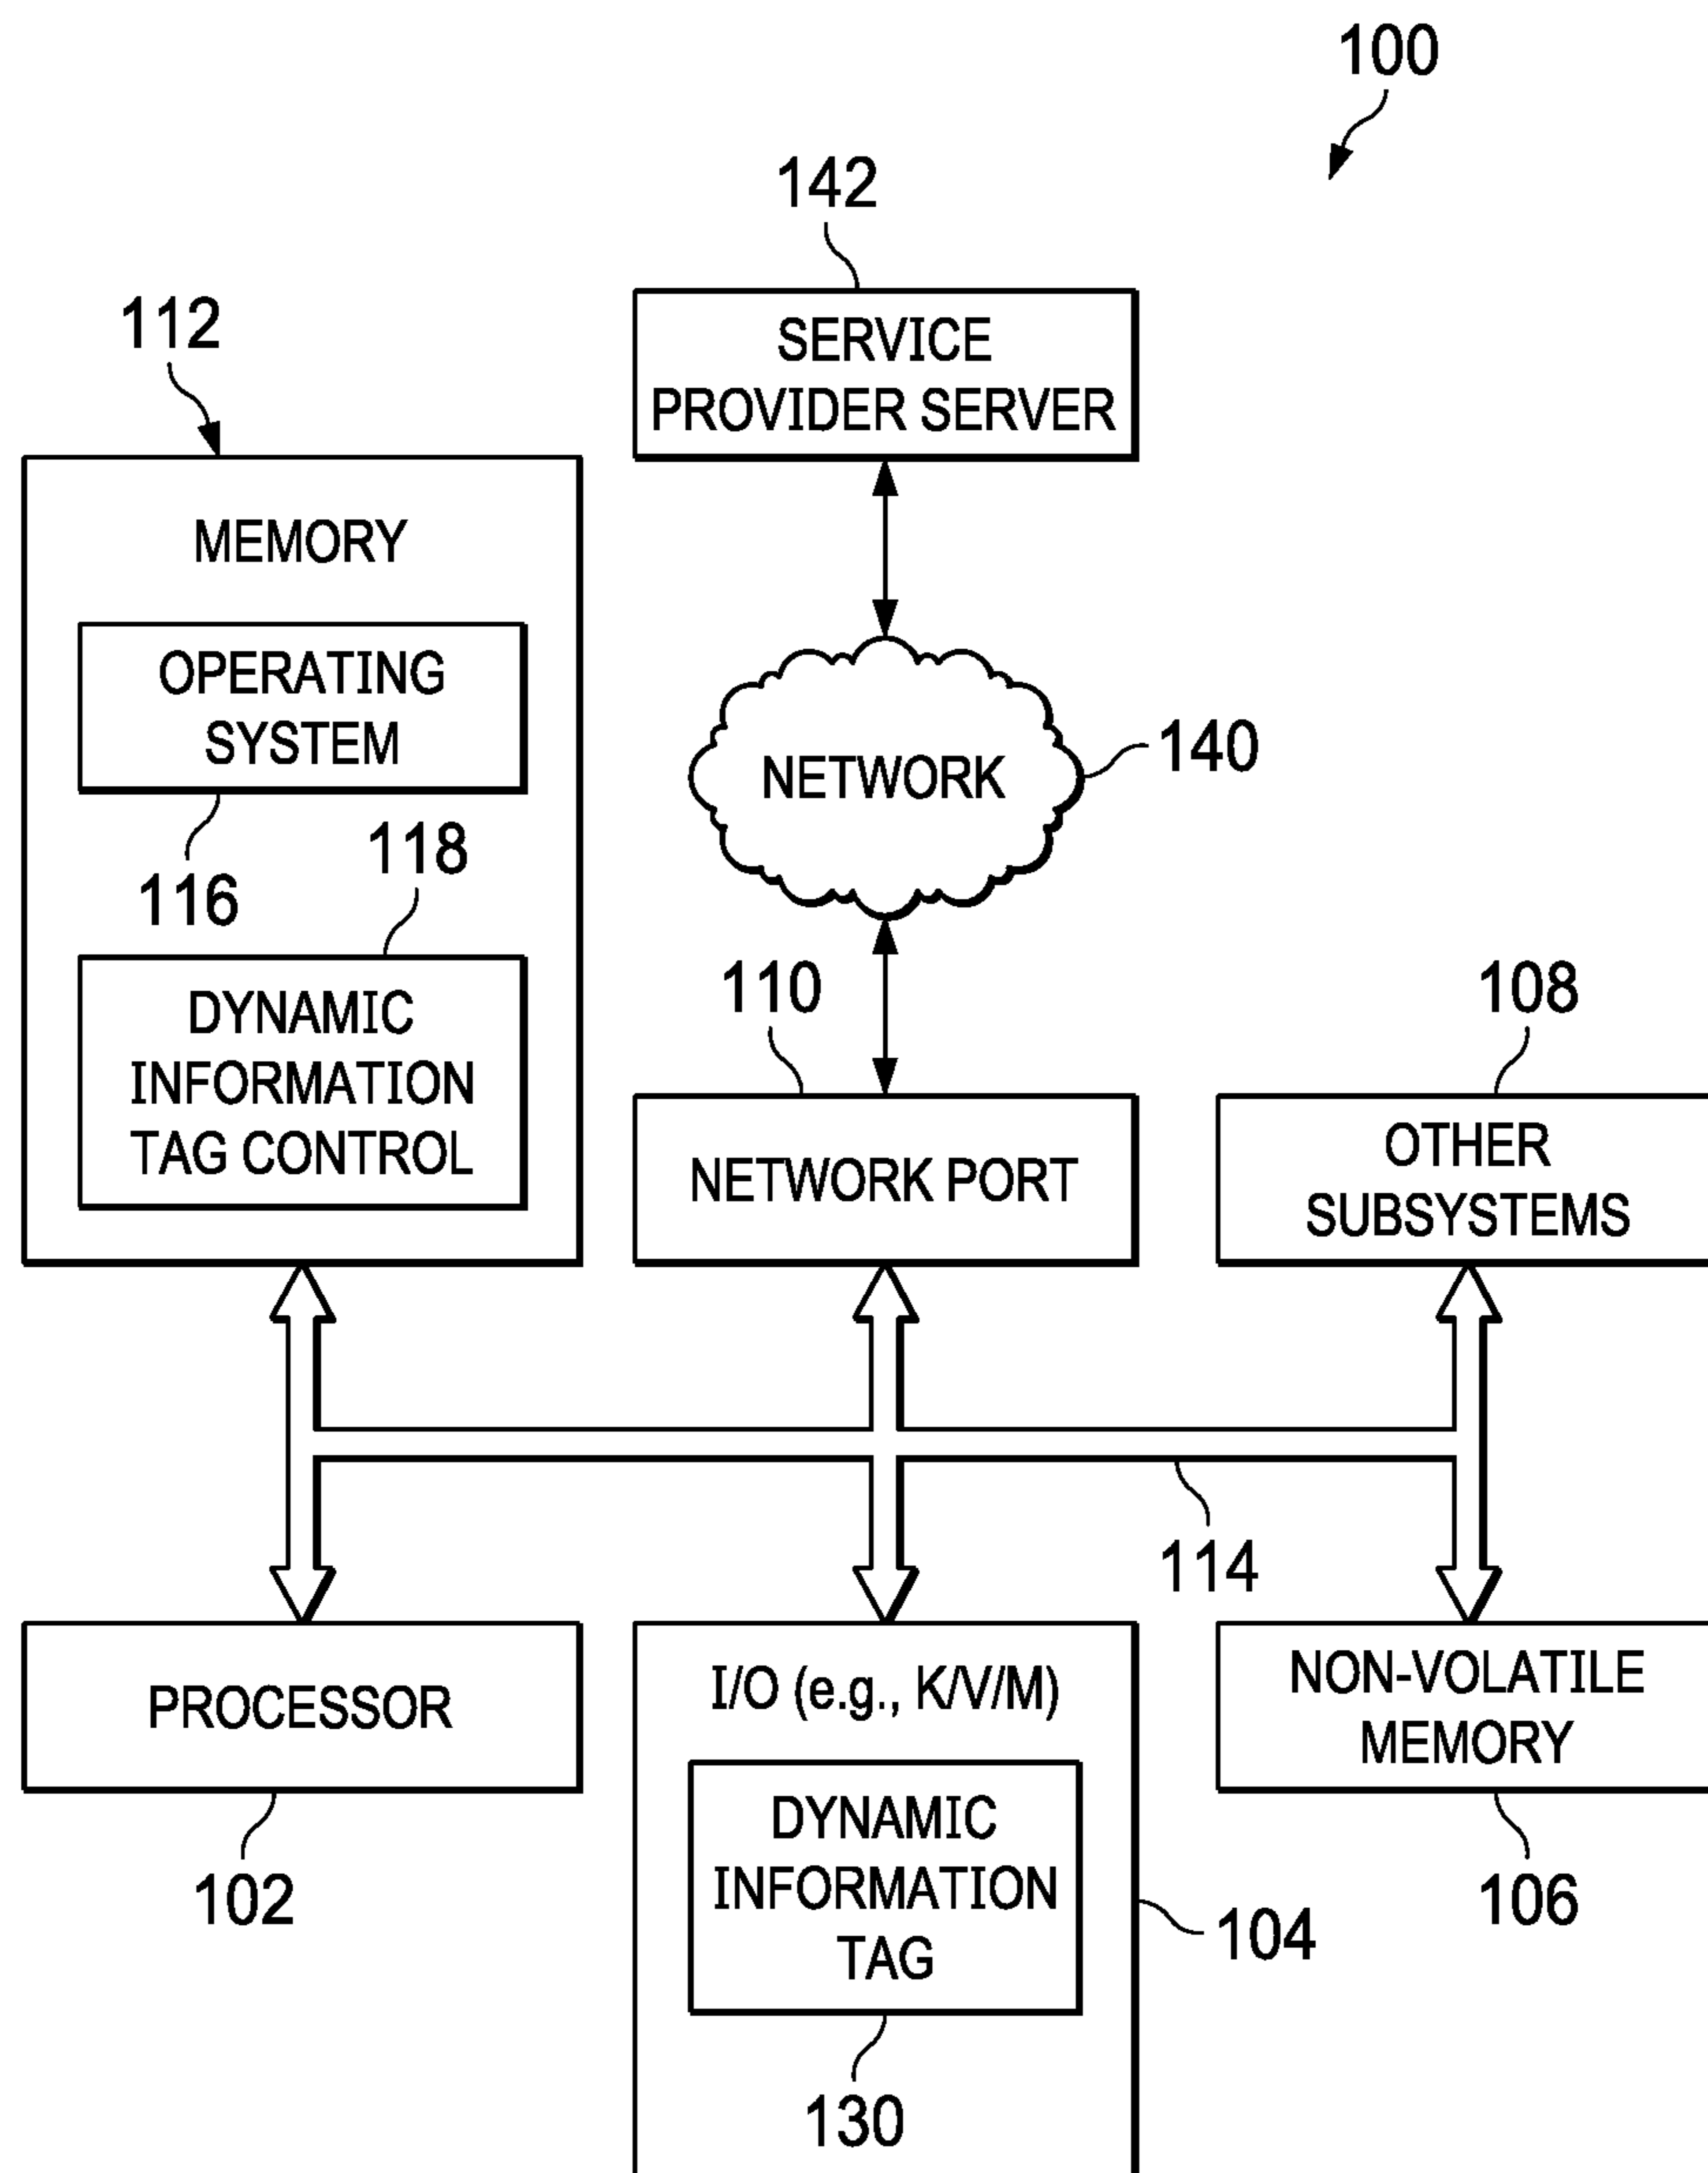 100
142
SERVICE
PROVIDER SERVER
112
MEMORY
OPERATING
SYSTEM
116
118
DYNAMIC
INFORMATION
TAG CONTROL
NETWORK
140
110
NETWORK PORT
108
OTHER
SUBSYSTEMS
114
PROCESSOR
102
I/O (e.g., K/V/M)
DYNAMIC
INFORMATION
TAG
130
104
NON-VOLATILE
MEMORY
106